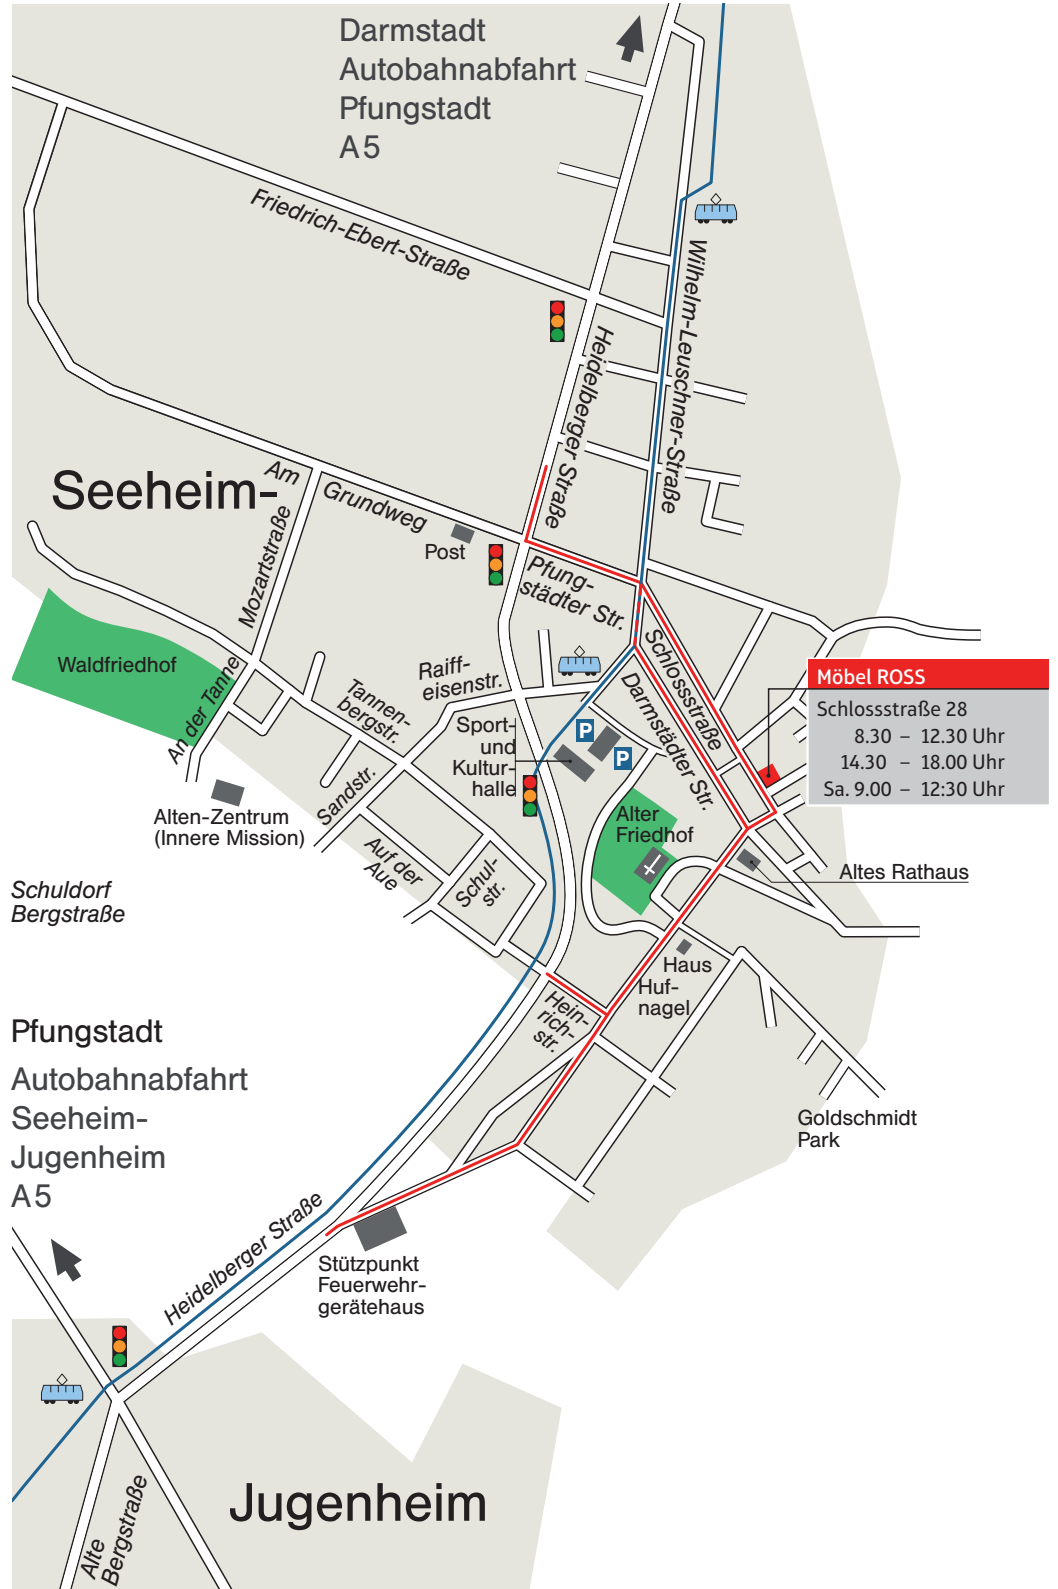 Darmstadt
Autobahnabfahrt
Pfungstadt
A 5
Friedrich-Ebert-Straße
Wilhelm-Leuschner-Straße
Heidelberger Straße
Seeheim-
Am
Grundweg
Post
Mozartstraße
Pfung-
städter Str.
Waldfriedhof
An der Tanne
Raiff-
eisenstr.
Tannen-
bergstr.
Schlossstraße
Darmstädter Str.
Möbel ROSS
Schlossstraße 28
8.30 – 12.30 Uhr
14.30 – 18.00 Uhr
Sa. 9.00 – 12:30 Uhr
Sport-
und
Kultur-
halle
P
P
Sandstr.
Alten-Zentrum
(Innere Mission)
Alter
Friedhof
Auf der
Aue
Schul-
str.
Altes Rathaus
Schuldorf
Bergstraße
Haus
Huf-
nagel
Hein-
rich-
str.
Pfungstadt
Autobahnabfahrt
Seeheim-
Jugenheim
A 5
Goldschmidt
Park
Heidelberger Straße
Stützpunkt
Feuerwehr-
gerätehaus
Jugenheim
Alte
Bergstraße